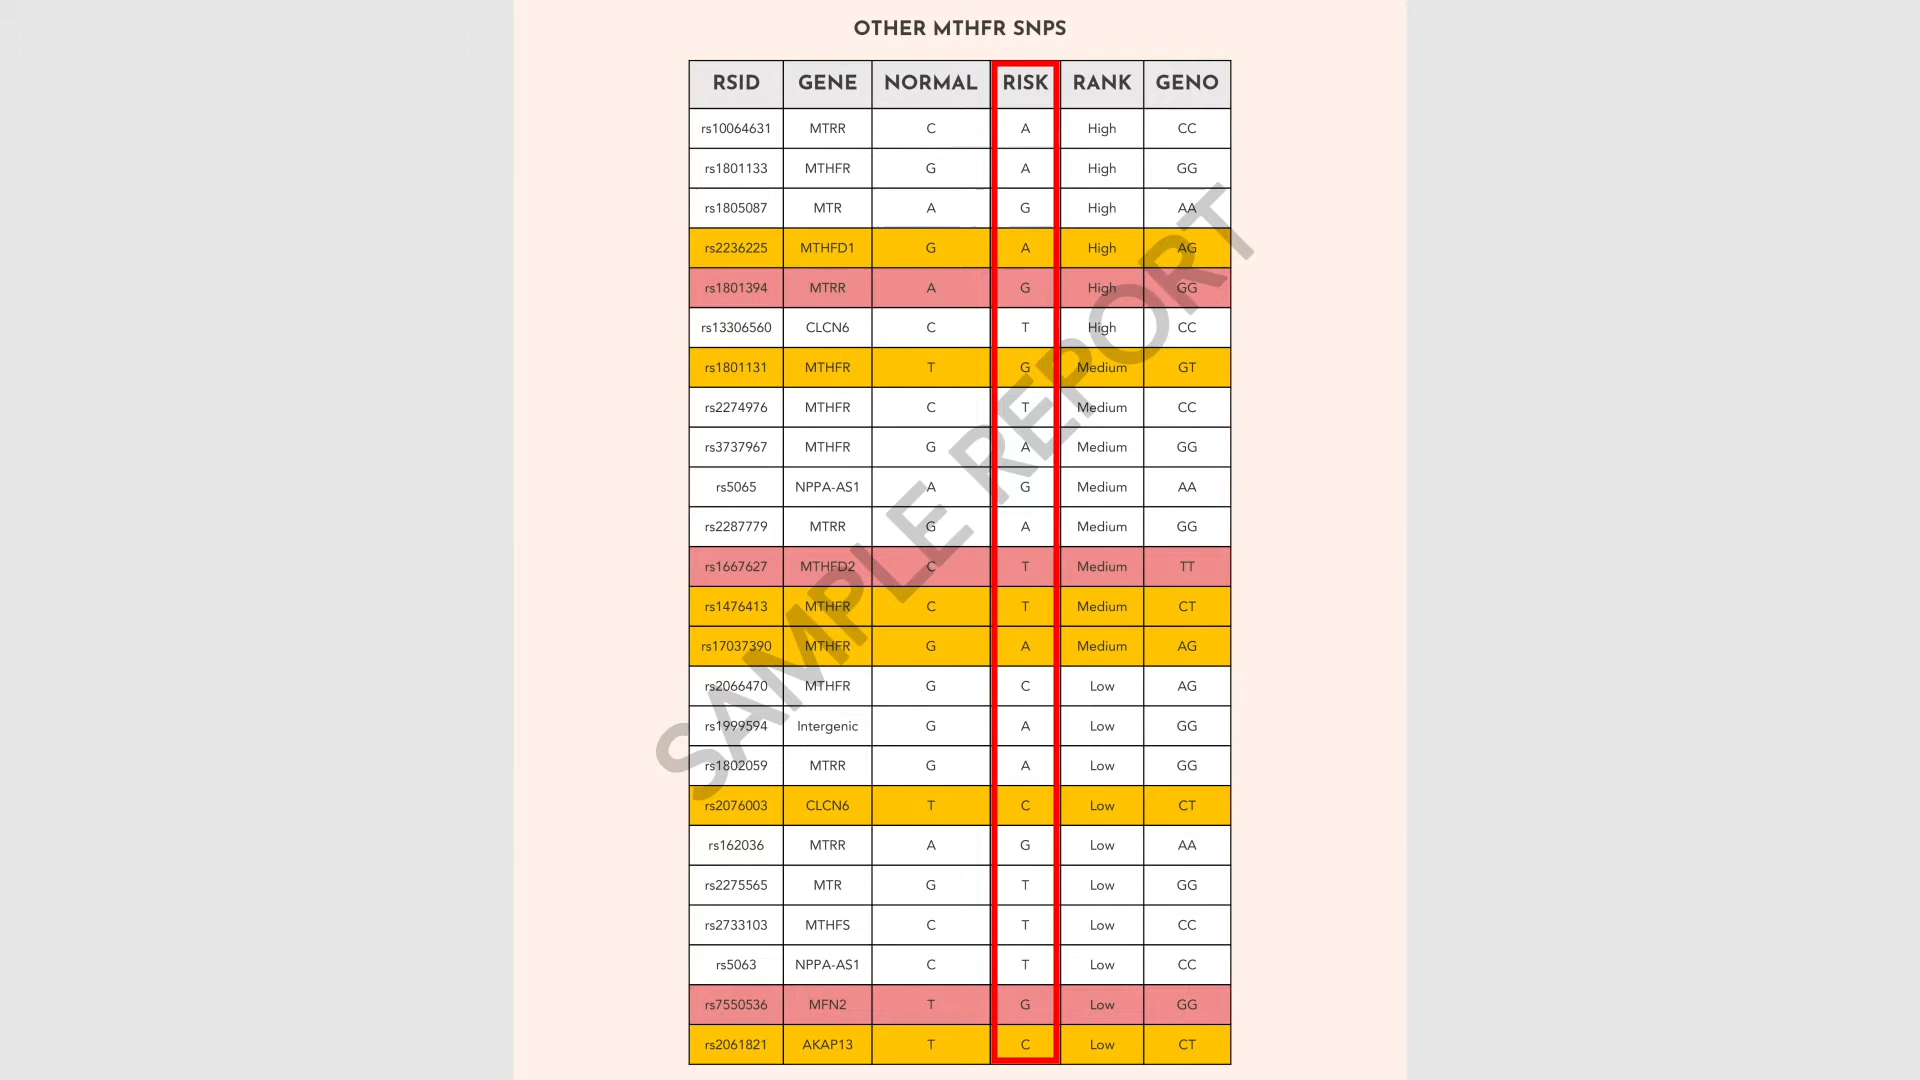 OTHER MTHFR SNPS
RSID GENE NORMAL RISK RANK GENO
rs10064631 MTRR C A High CC
rs1801133 MTHFR G A High GG
rs1805087 MTR A G High AA
rs2236225 MTHFD1 G A High AG
rs1801394 MTRR A G High GG
rs13306560 CLCN6 C T High CC
rs1801131 MTHFR T G Medium GT
rs2274976 MTHFR C T Medium CC
rs3737967 MTHFR G A Medium GG
rs5065 NPPA-AS1 A G Medium AA
rs2287779 MTRR G A Medium GG
rs1667627 MTHFD2 C T Medium TT
rs1476413 MTHFR C T Medium CT
rs17037390 MTHFR G A Medium AG
rs2066470 MTHFR G C Low AG
rs1999594 Intergenic G A Low GG
rs1802059 MTRR G A Low GG
rs2076003 CLCN6 T C Low CT
rs162036 MTRR A G Low AA
rs2275565 MTR G T Low GG
rs2733103 MTHFS C T Low CC
rs5063 NPPA-AS1 C T Low CC
rs7550536 MFN2 T G Low GG
rs2061821 AKAP13 T C Low CT
SAMPLE REPORT